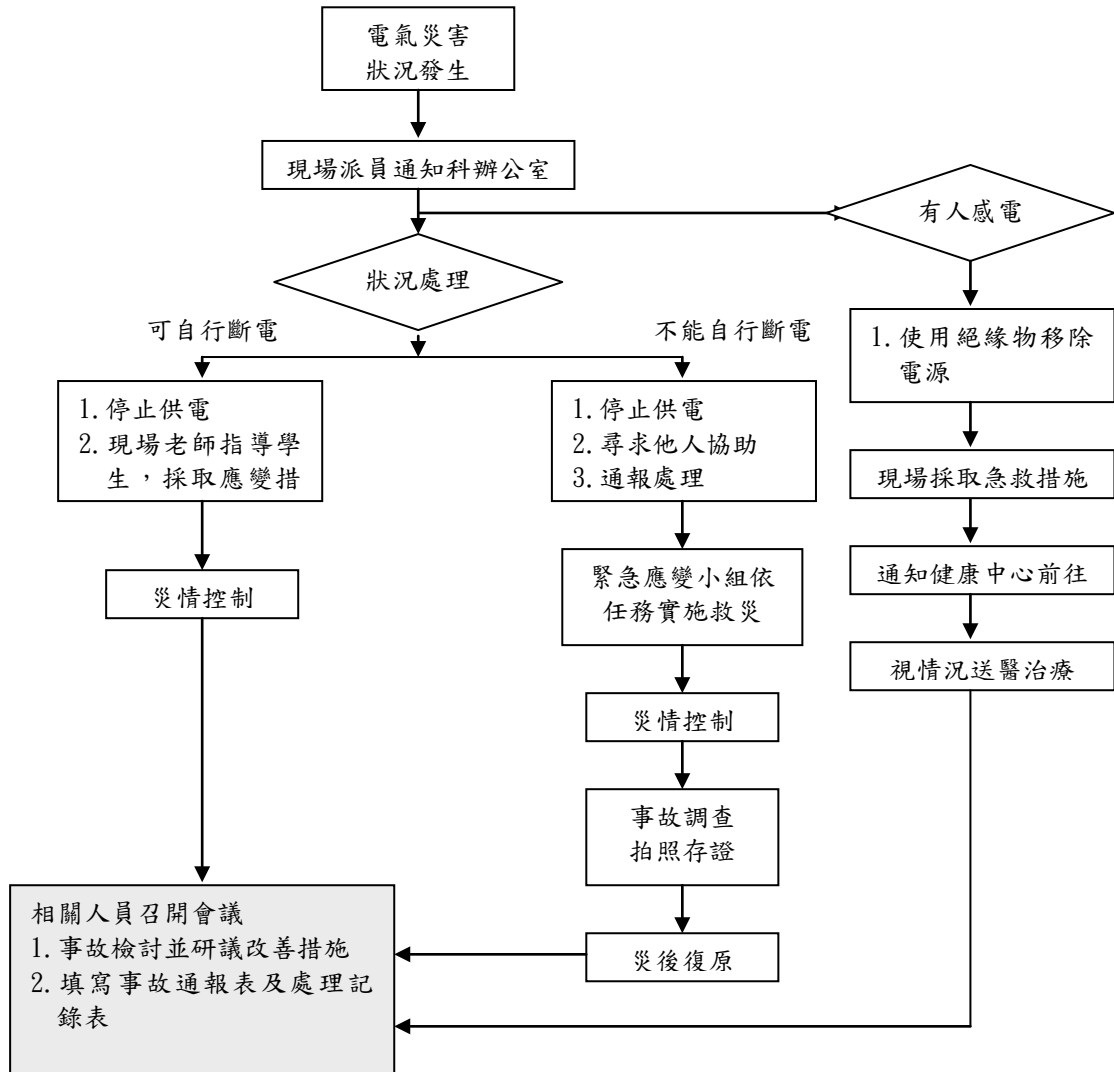 電氣災害
狀況發生
現場派員通知科辦公室
有人感電
狀況處理
可自行斷電
不能自行斷電
1.使用絕緣物移除
電源
1.停止供電
2.現場老師指導學
生，採取應變措
1.停止供電
2.尋求他人協助
3.通報處理
現場採取急救措施
緊急應變小組依
任務實施救災
通知健康中心前往
災情控制
視情況送醫治療
災情控制
事故調查
拍照存證
相關人員召開會議
1.事故檢討並研議改善措施
2.填寫事故通報表及處理記
錄表
災後復原